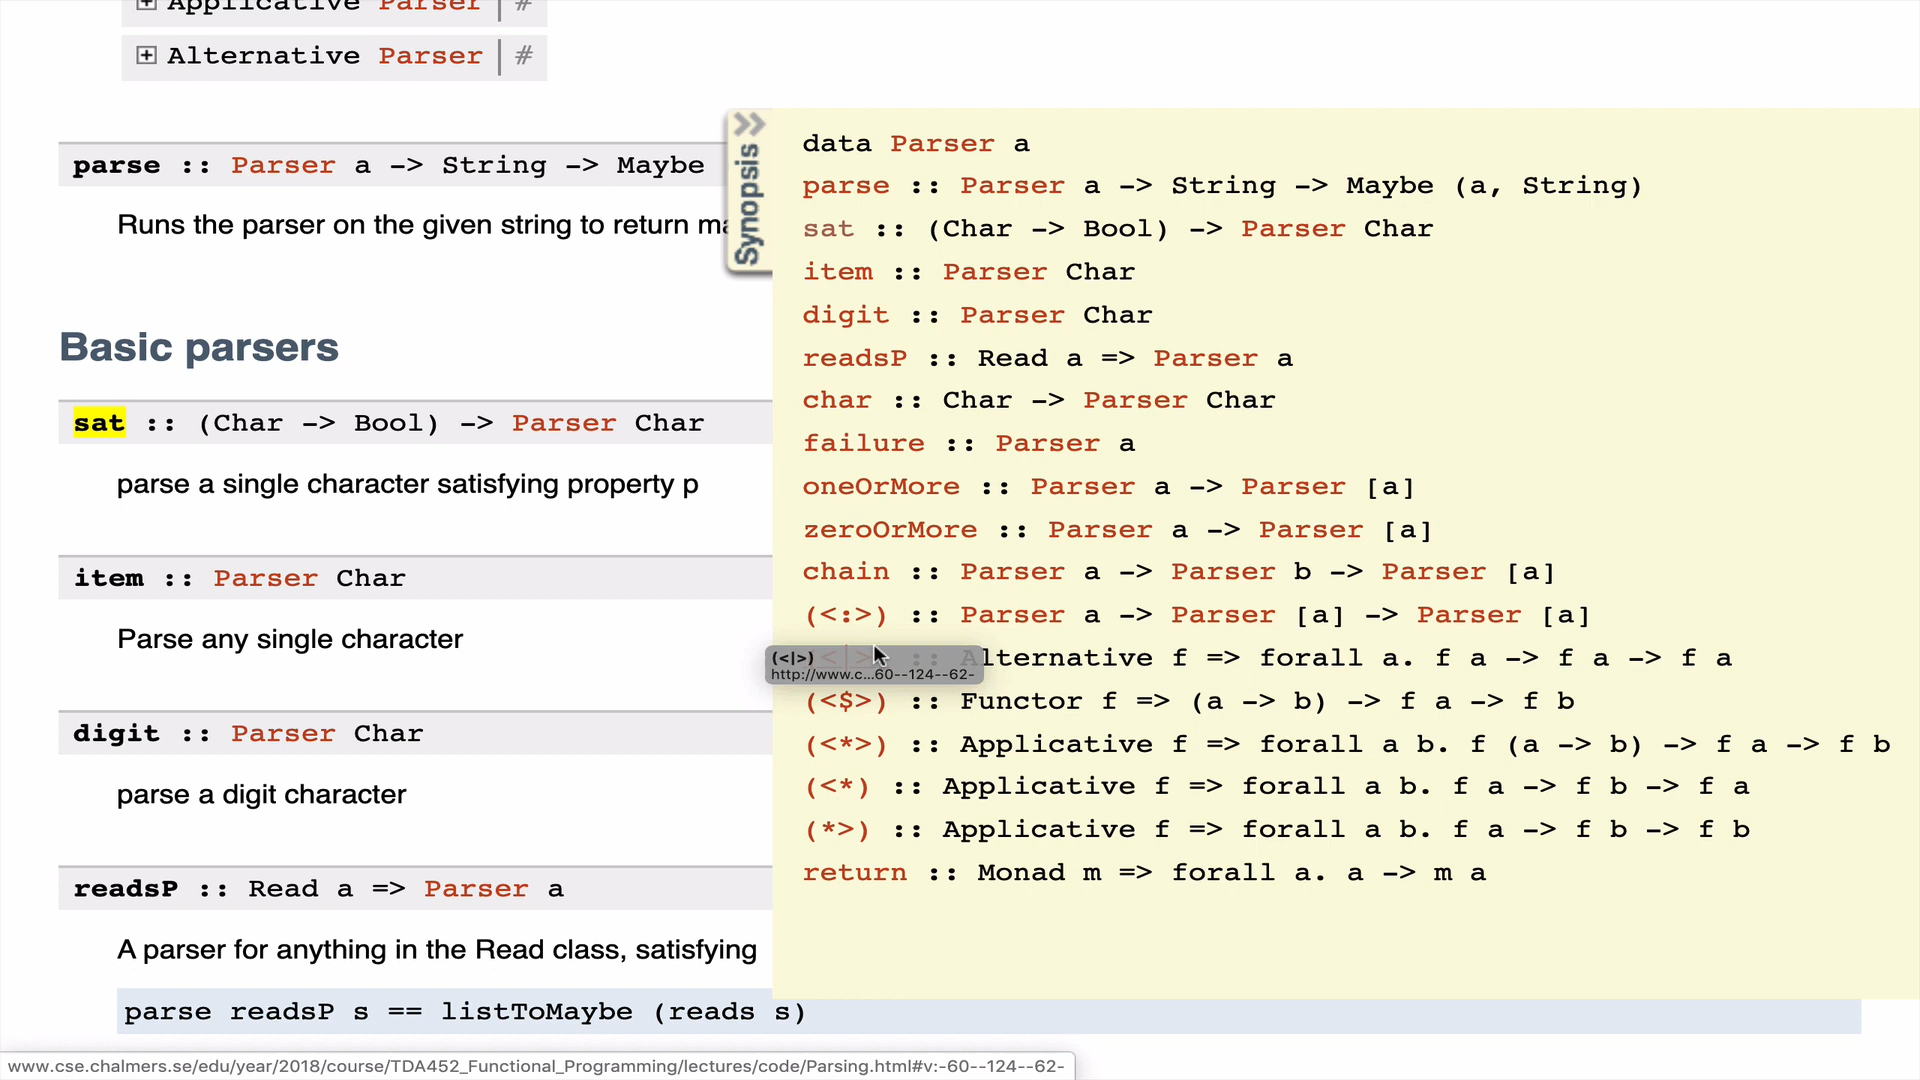 Applicative Parser #
Alternative Parser #
parse :: Parser a -> String -> Maybe
Runs the parser on the given string to return ma
Basic parsers
sat :: (Char -> Bool) -> Parser Char
parse a single character satisfying property p
item :: Parser Char
Parse any single character
digit :: Parser Char
parse a digit character
readsP :: Read a => Parser a
A parser for anything in the Read class, satisfying
parse readsP s == listToMaybe (reads s)
Synopsis
data Parser a
parse :: Parser a -> String -> Maybe (a, String)
sat :: (Char -> Bool) -> Parser Char
item :: Parser Char
digit :: Parser Char
readsP :: Read a => Parser a
char :: Char -> Parser Char
failure :: Parser a
oneOrMore :: Parser a -> Parser [a]
zeroOrMore :: Parser a -> Parser [a]
chain :: Parser a -> Parser b -> Parser [a]
(<:>) :: Parser a -> Parser [a] -> Parser [a]
(<|>) :: Alternative f => forall a. f a -> f a -> f a
(<|>)
http://www.c...60--124--62-
(<$>) :: Functor f => (a -> b) -> f a -> f b
(<*>) :: Applicative f => forall a b. f (a -> b) -> f a -> f b
(<*) :: Applicative f => forall a b. f a -> f b -> f a
(*>) :: Applicative f => forall a b. f a -> f b -> f b
return :: Monad m => forall a. a -> m a
www.cse.chalmers.se/edu/year/2018/course/TDA452_Functional_Programming/lectures/code/Parsing.html#v:-60--124--62-